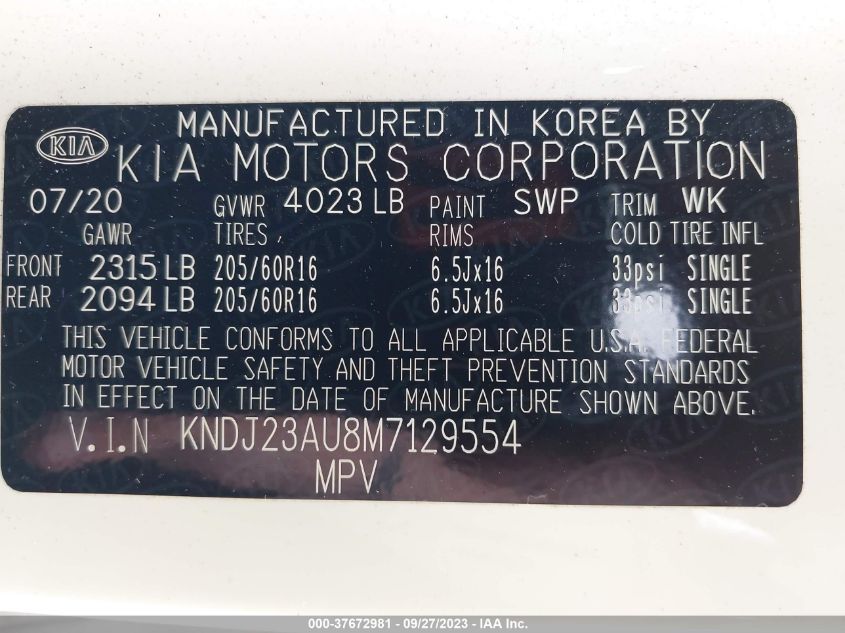 MANUFACTURED IN KOREA BY
KIA KIA MOTORS CORPORATION
07/20 GVWR 4023 LB PAINT SWP TRIM WK
GAWR TIRES RIMS COLD TIRE INFL
FRONT 2315 LB 205/60R16 6.5Jx16 33psi SINGLE
REAR 2094 LB 205/60R16 6.5Jx16 33psi SINGLE
THIS VEHICLE CONFORMS TO ALL APPLICABLE U.S.A. FEDERAL
MOTOR VEHICLE SAFETY AND THEFT PREVENTION STANDARDS
IN EFFECT ON THE DATE OF MANUFACTURE SHOWN ABOVE.
V.I.N KNDJ23AU8M7129554
MPV
000-37672981 - 09/27/2023 - IAA Inc.